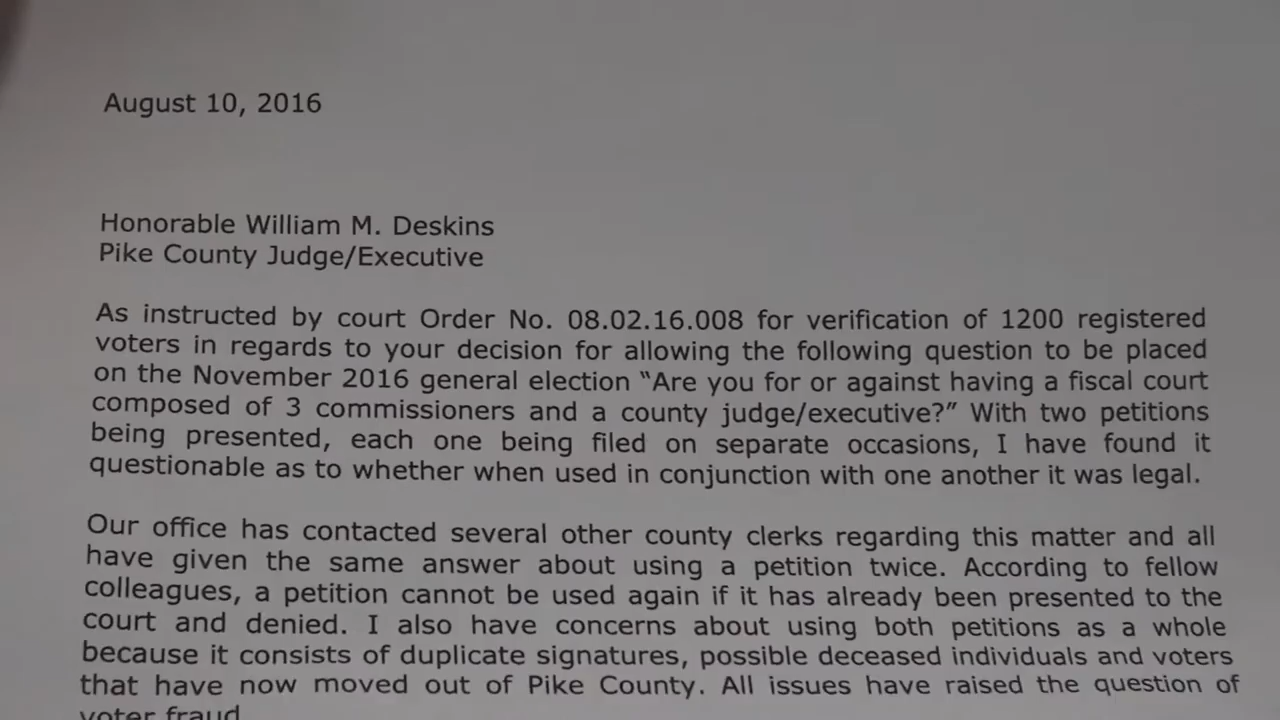 August 10, 2016
Honorable William M. Deskins
Pike County Judge/Executive
As instructed by court Order No. 08.02.16.008 for verification of 1200 registered
voters in regards to your decision for allowing the following question to be placed
on the November 2016 general election “Are you for or against having a fiscal court
composed of 3 commissioners and a county judge/executive?” With two petitions
being presented, each one being filed on separate occasions, I have found it
questionable as to whether when used in conjunction with one another it was legal.
Our office has contacted several other county clerks regarding this matter and all
have given the same answer about using a petition twice. According to fellow
colleagues, a petition cannot be used again if it has already been presented to the
court and denied. I also have concerns about using both petitions as a whole
because it consists of duplicate signatures, possible deceased individuals and voters
that have now moved out of Pike County. All issues have raised the question of
voter fraud